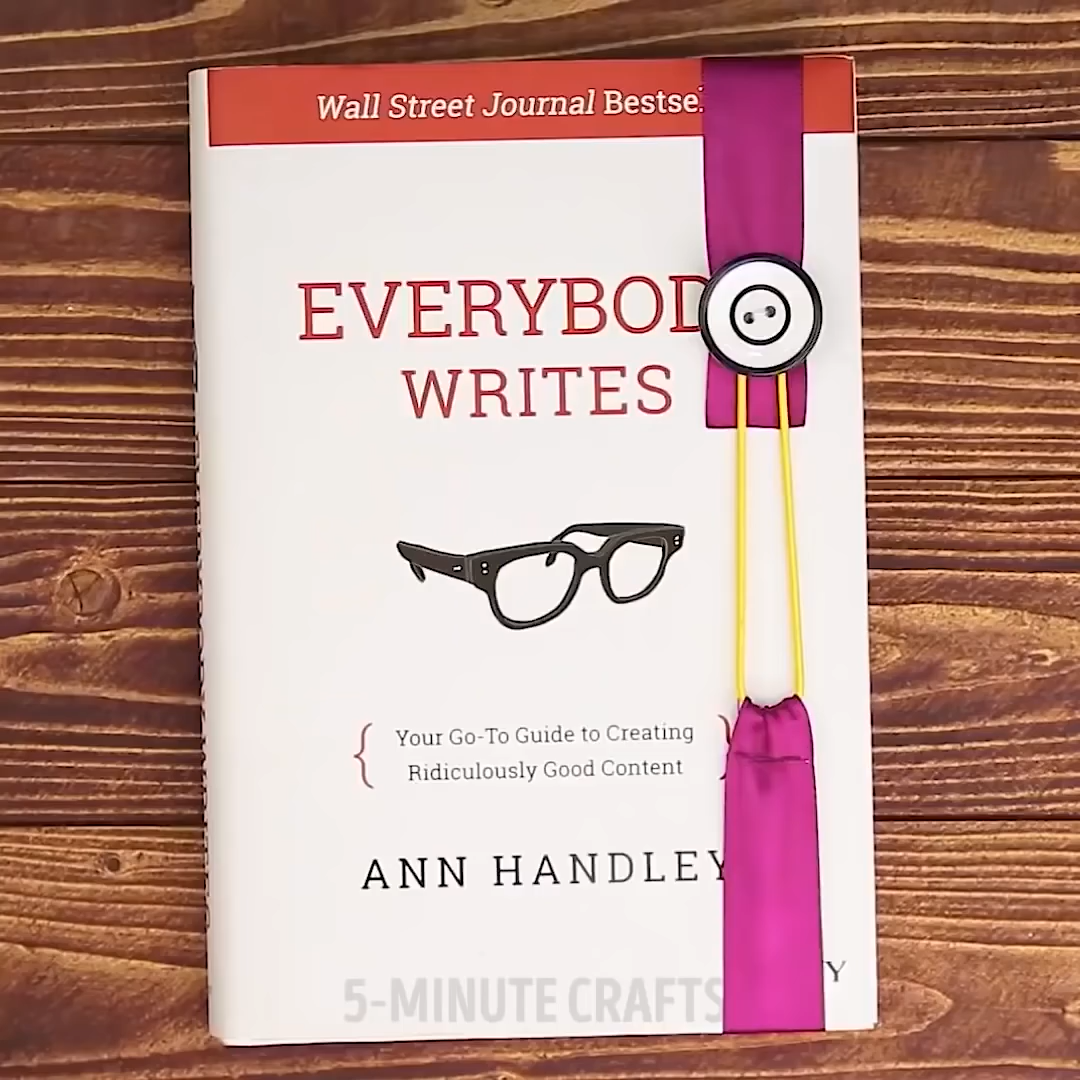 Wall Street Journal Bestse
EVERYBOD
WRITES
{ Your Go-To Guide to Creating }
Ridiculously Good Content
ANN HANDLEY
Y
5-MINUTE CRAFTS